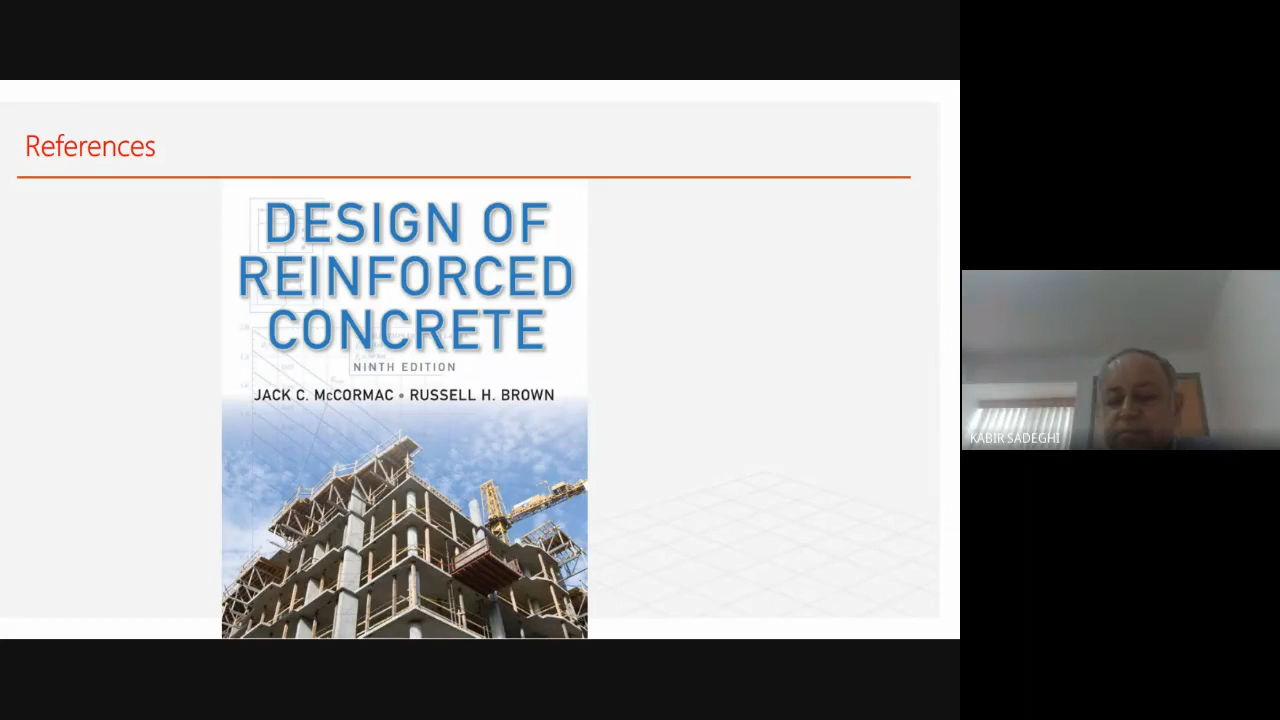 References
DESIGN OF
REINFORCED
CONCRETE
NINTH EDITION
JACK C. McCORMAC • RUSSELL H. BROWN
KABIR SADEGHI